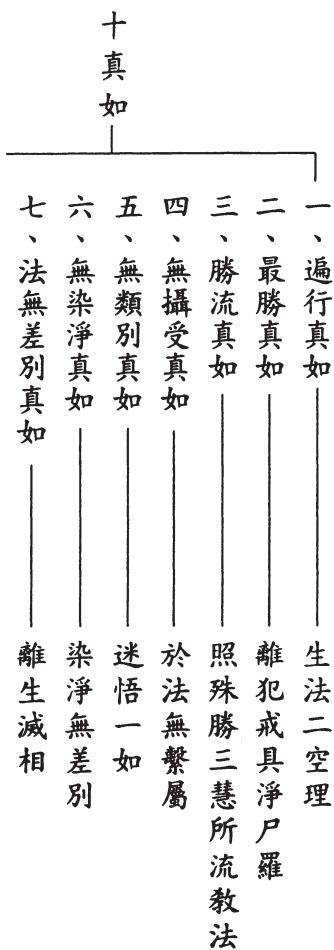 十真如
一、遍行真如
生法二空理
二、最勝真如
離犯戒具淨尸羅
三、勝流真如
照殊勝三慧所流教法
四、無攝受真如
於法無繫屬
五、無類別真如
迷悟一如
六、無染淨真如
染淨無差別
七、法無差別真如
離生滅相